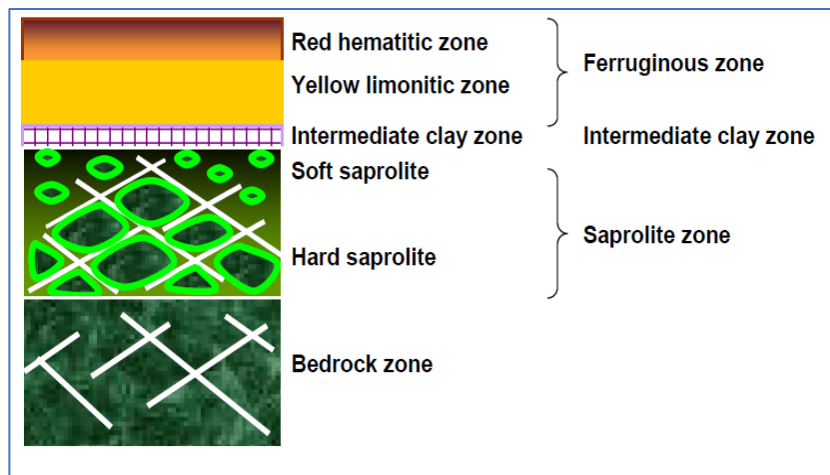 Red hematitic zone
Ferruginous zone
Yellow limonitic zone
Intermediate clay zone
Intermediate clay zone
Soft saprolite
Saprolite zone
Hard saprolite
Bedrock zone